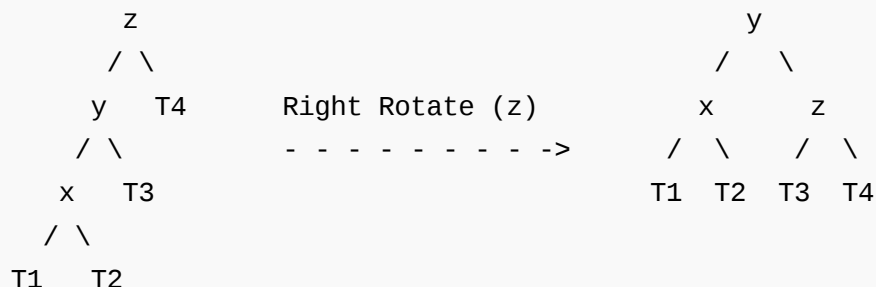 z y
/ \ / \
y T4 Right Rotate (z) x z
/ \ - - - - - - - - -> / \ / \
x T3 T1 T2 T3 T4
/ \
T1 T2